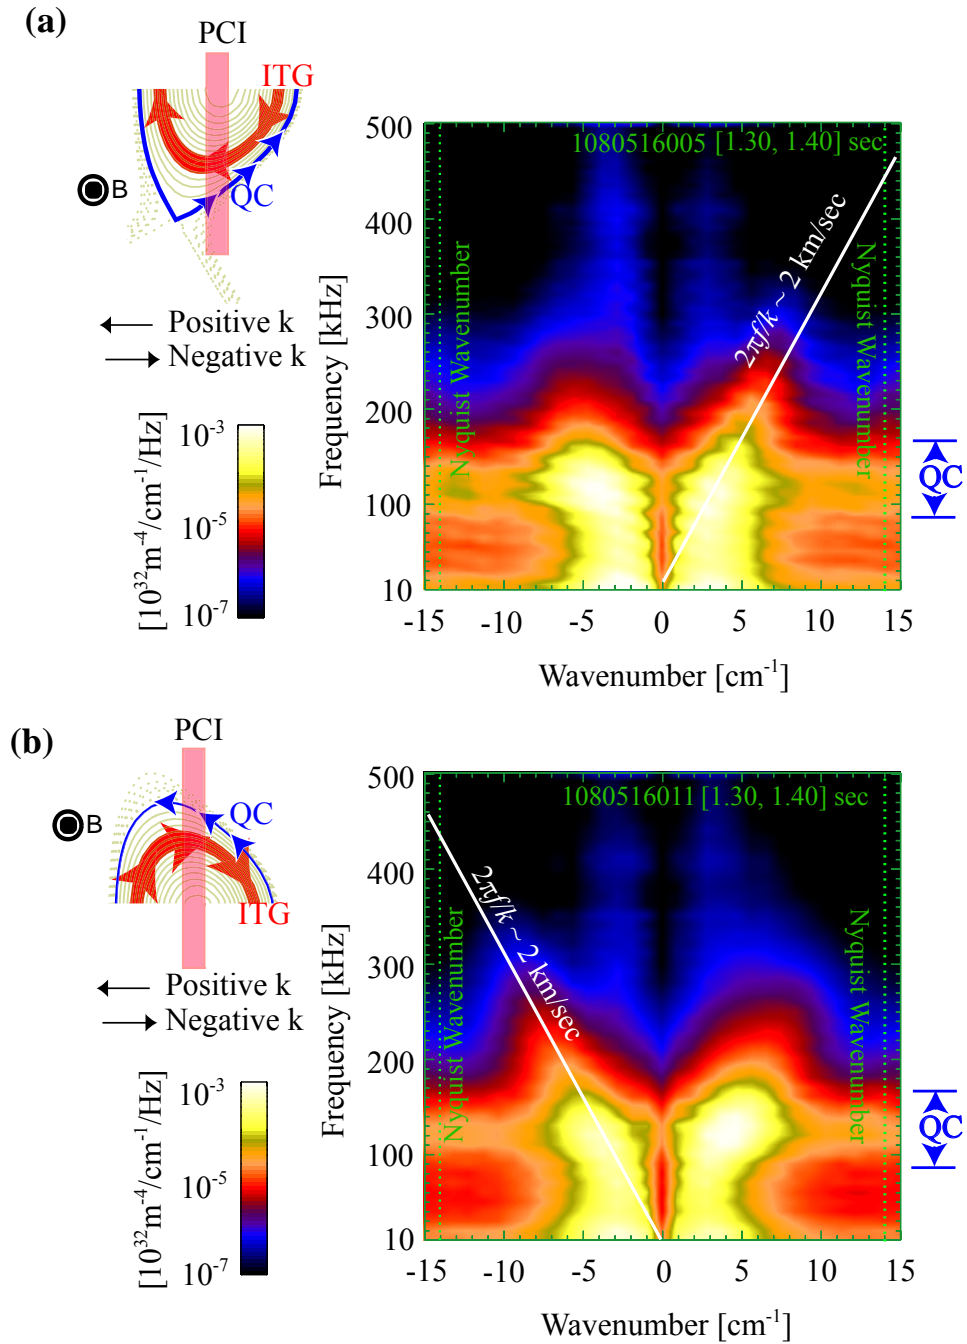 (a)
PCI
ITG
QC
B
Positive k
Negative k
10-3
10-5
10-7
[10³²m⁻⁴/cm⁻¹/Hz]
1080516005 [1.30, 1.40] sec
2πf/k ~ 2 km/sec
Nyquist Wavenumber
Nyquist Wavenumber
Frequency [kHz]
500
400
300
200
100
10
-15 -10 -5 0 5 10 15
Wavenumber [cm⁻¹]
QC
(b)
PCI
QC
B
ITG
Positive k
Negative k
10-3
10-5
10-7
[10³²m⁻⁴/cm⁻¹/Hz]
1080516011 [1.30, 1.40] sec
2πf/k ~ 2 km/sec
Nyquist Wavenumber
Nyquist Wavenumber
Frequency [kHz]
500
400
300
200
100
10
-15 -10 -5 0 5 10 15
Wavenumber [cm⁻¹]
QC